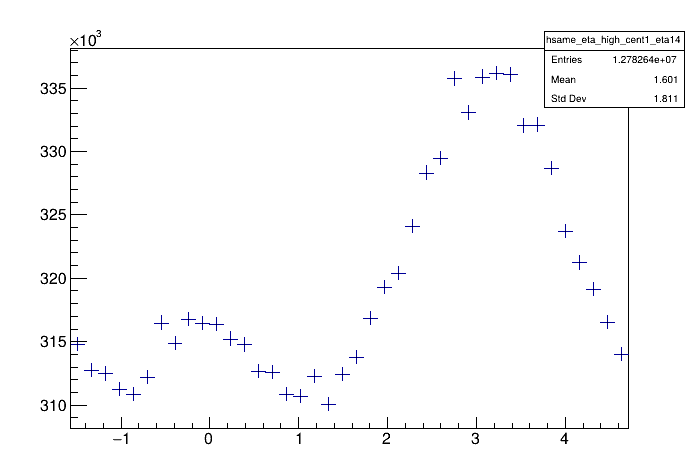 ×10³
hsame_eta_high_cent1_eta14
Entries 1.278264e+07
Mean 1.601
Std Dev 1.811
335
330
325
320
315
310
−1 0 1 2 3 4